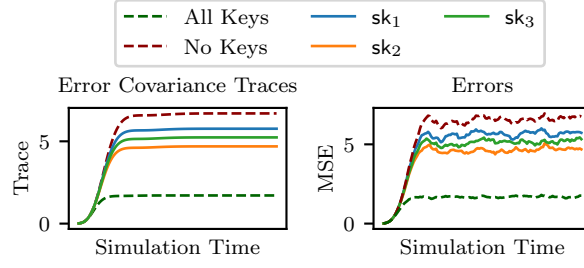 All Keys
No Keys
sk₁
sk₂
sk₃
Error Covariance Traces
Errors
Trace
5
0
Simulation Time
MSE
5
0
Simulation Time